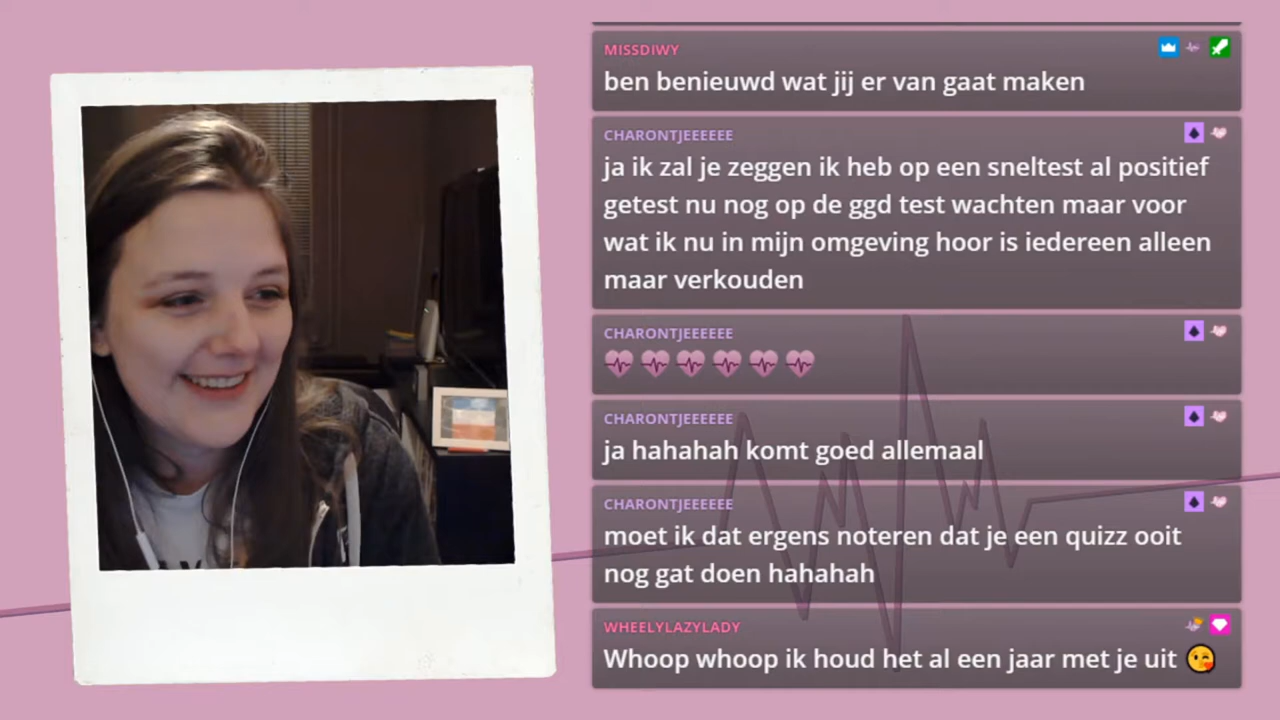 MISSDIWY
ben benieuwd wat jij er van gaat maken
CHARONTJEEEEEE
ja ik zal je zeggen ik heb op een sneltest al positief
getest nu nog op de ggd test wachten maar voor
wat ik nu in mijn omgeving hoor is iedereen alleen
maar verkouden
CHARONTJEEEEEE
CHARONTJEEEEEE
ja hahahah komt goed allemaal
CHARONTJEEEEEE
moet ik dat ergens noteren dat je een quizz ooit
nog gat doen hahahah
WHEELYLAZYLADY
Whoop whoop ik houd het al een jaar met je uit 😘